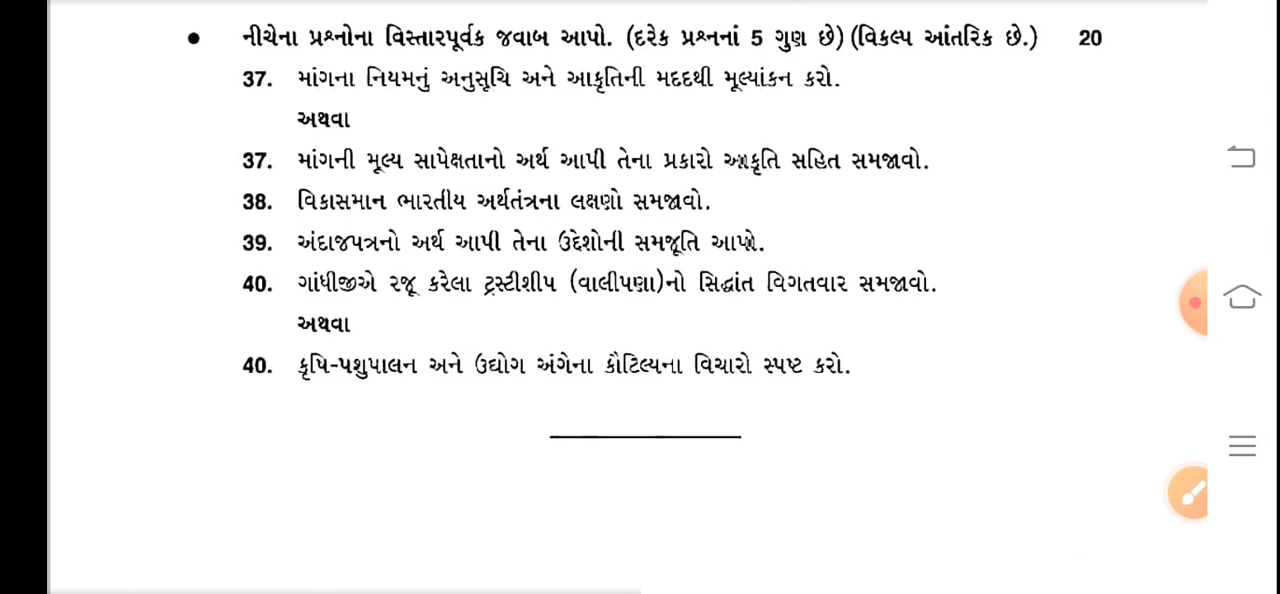 ● નીચેના પ્રશ્નોના વિસ્તારપૂર્વક જવાબ આપો. (દરેક પ્રશ્નનાં 5 ગુણ છે) (વિકલ્પ આંતરિક છે.) 20
37. માંગના નિયમનું અનુસૂચિ અને આકૃતિની મદદથી મૂલ્યાંકન કરો.
અથવા
37. માંગની મૂલ્ય સાપેક્ષતાનો અર્થ આપી તેના પ્રકારો આકૃતિ સહિત સમજાવો.
38. વિકાસમાન ભારતીય અર્થતંત્રના લક્ષણો સમજાવો.
39. અંદાજપત્રનો અર્થ આપી તેના ઉદ્દેશોની સમજૂતિ આપો.
40. ગાંધીજીએ રજૂ કરેલા ટ્રસ્ટીશીપ (વાલીપણા)નો સિદ્ધાંત વિગતવાર સમજાવો.
અથવા
40. કૃષિ-પશુપાલન અને ઉદ્યોગ અંગેના કૌટિલ્યના વિચારો સ્પષ્ટ કરો.